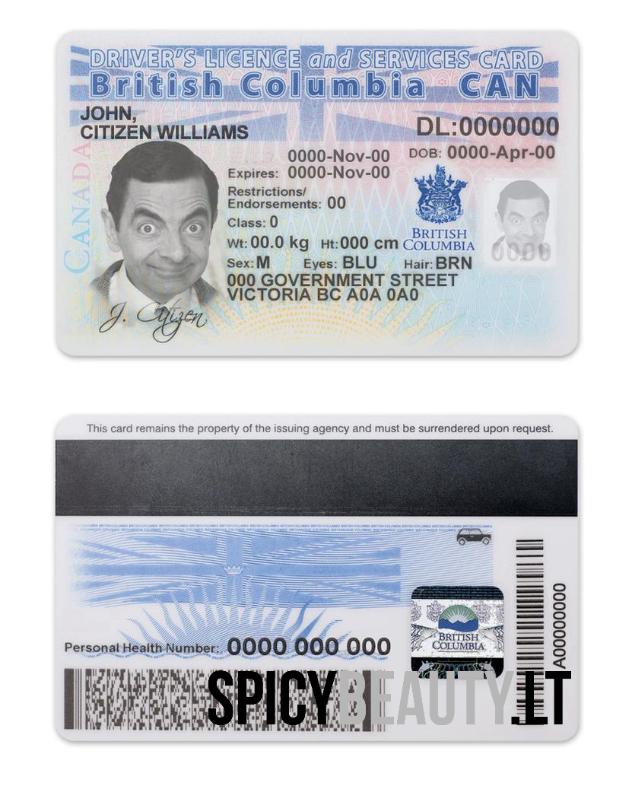 DRIVER'S LICENCE and SERVICES CARD
British Columbia CAN
JOHN,
CITIZEN WILLIAMS
DL:0000000
0000-Nov-00
DOB: 0000-Apr-00
Expires: 0000-Nov-00
Restrictions/
Endorsements: 00
Class: 0
Wt: 00.0 kg Ht: 000 cm
Sex: M Eyes: BLU Hair: BRN
000 GOVERNMENT STREET
VICTORIA BC A0A 0A0
CANADA
BRITISH
COLUMBIA
0000
J. Citizen
This card remains the property of the issuing agency and must be surrendered upon request.
BRITISH
COLUMBIA
Personal Health Number: 0000 000 000
A00000000
SPICYBEAUTY.LT